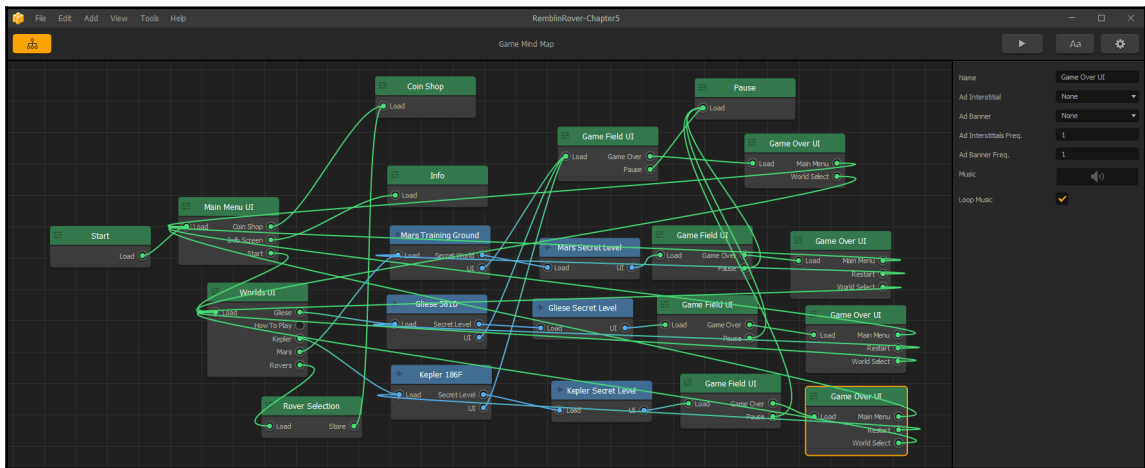 File Edit Add View Tools Help
RemblinRover-Chapter5
Game Mind Map
Aa
Start
Load
Main Menu UI
Load Coin Shop
Info Screen
Start
Worlds UI
Load Gliese
How To Play
Kepler
Mars
Rovers
Rover Selection
Load Store
Coin Shop
Load
Info
Load
Mars Training Ground
Load Secret World
UI
Gliese 581G
Load Secret Level
UI
Kepler 186F
Load Secret Level
UI
Mars Secret Level
Load UI
Gliese Secret Level
Load UI
Kepler Secret Level
Load UI
Game Field UI
Load Game Over
Pause
Pause
Load
Game Over UI
Load Main Menu
World Select
Game Field UI
Load Game Over
Pause
Game Over UI
Load Main Menu
Restart
World Select
Game Field UI
Load Game Over
Pause
Game Over UI
Load Main Menu
Restart
World Select
Game Field UI
Load Game Over
Pause
Game Over UI
Load Main Menu
Restart
World Select
Name Game Over UI
Ad Interstitial None
Ad Banner None
Ad Interstitials Freq. 1
Ad Banner Freq. 1
Music
Loop Music